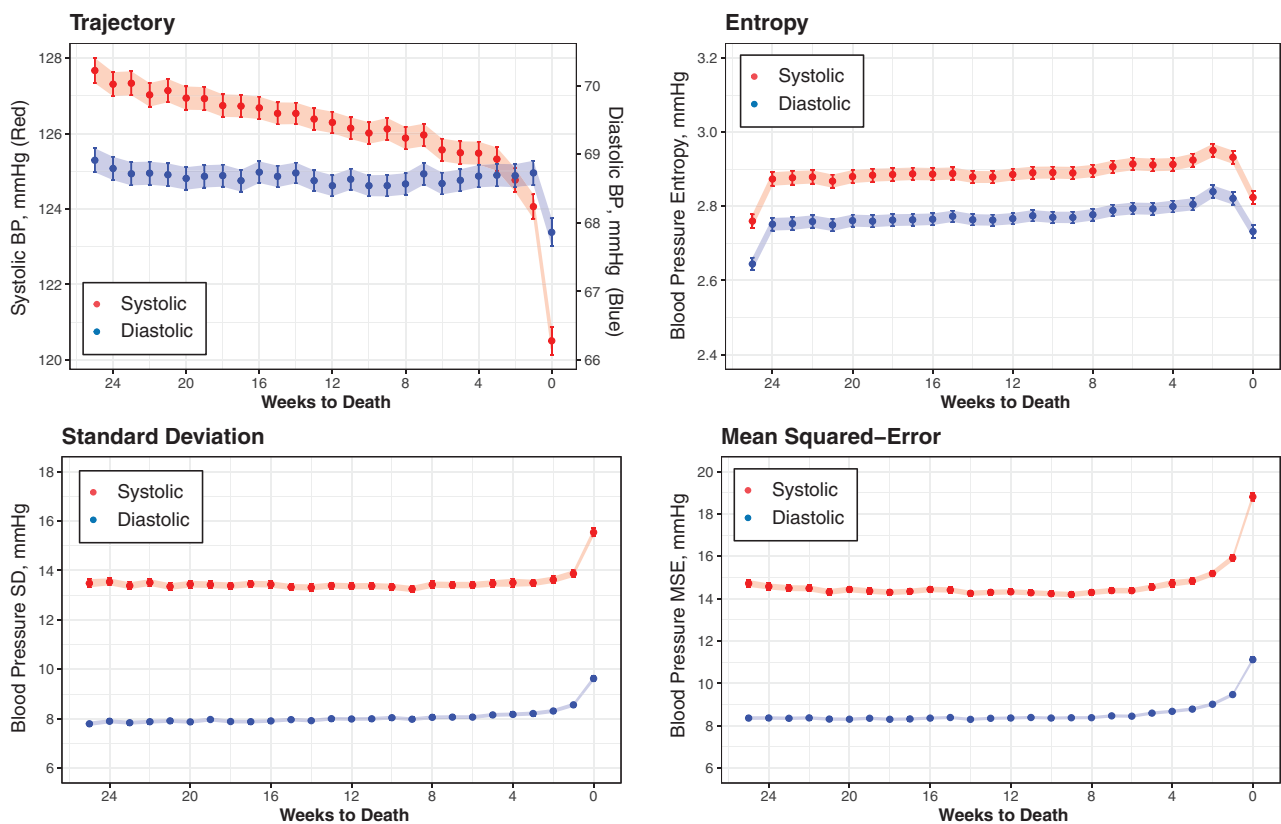 Trajectory
Systolic BP, mmHg (Red)
128
126
124
122
120
70
69
68
67
66
Diastolic BP, mmHg (Blue)
Systolic
Diastolic
24 20 16 12 8 4 0
Weeks to Death
Entropy
Blood Pressure Entropy, mmHg
3.2
3.0
2.8
2.6
2.4
Systolic
Diastolic
24 20 16 12 8 4 0
Weeks to Death
Standard Deviation
Blood Pressure SD, mmHg
18
16
14
12
10
8
6
Systolic
Diastolic
24 20 16 12 8 4 0
Weeks to Death
Mean Squared–Error
Blood Pressure MSE, mmHg
20
18
16
14
12
10
8
6
Systolic
Diastolic
24 20 16 12 8 4 0
Weeks to Death